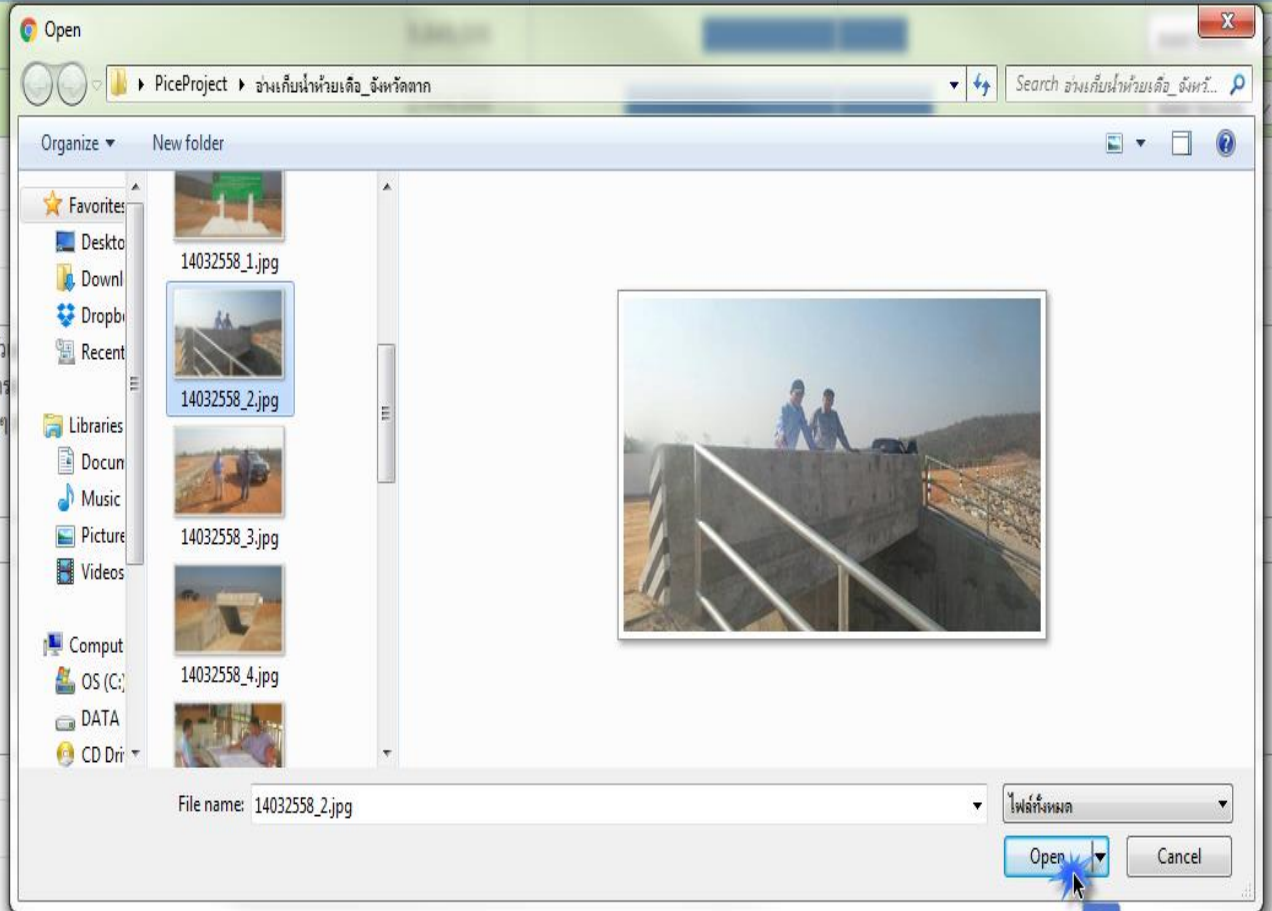 Open
PiceProject ▸ อ่างเก็บน้ำห้วยเดื่อ_จังหวัดตาก
Search อ่างเก็บน้ำห้วยเดื่อ_จังหวั...
Organize
New folder
Favorites
Deskto
Downl
Dropb
Recent
Libraries
Docum
Music
Picture
Videos
Comput
OS (C:)
DATA
CD Dri
14032558_1.jpg
14032558_2.jpg
14032558_3.jpg
14032558_4.jpg
File name: 14032558_2.jpg
ไฟล์ทั้งหมด
Open
Cancel